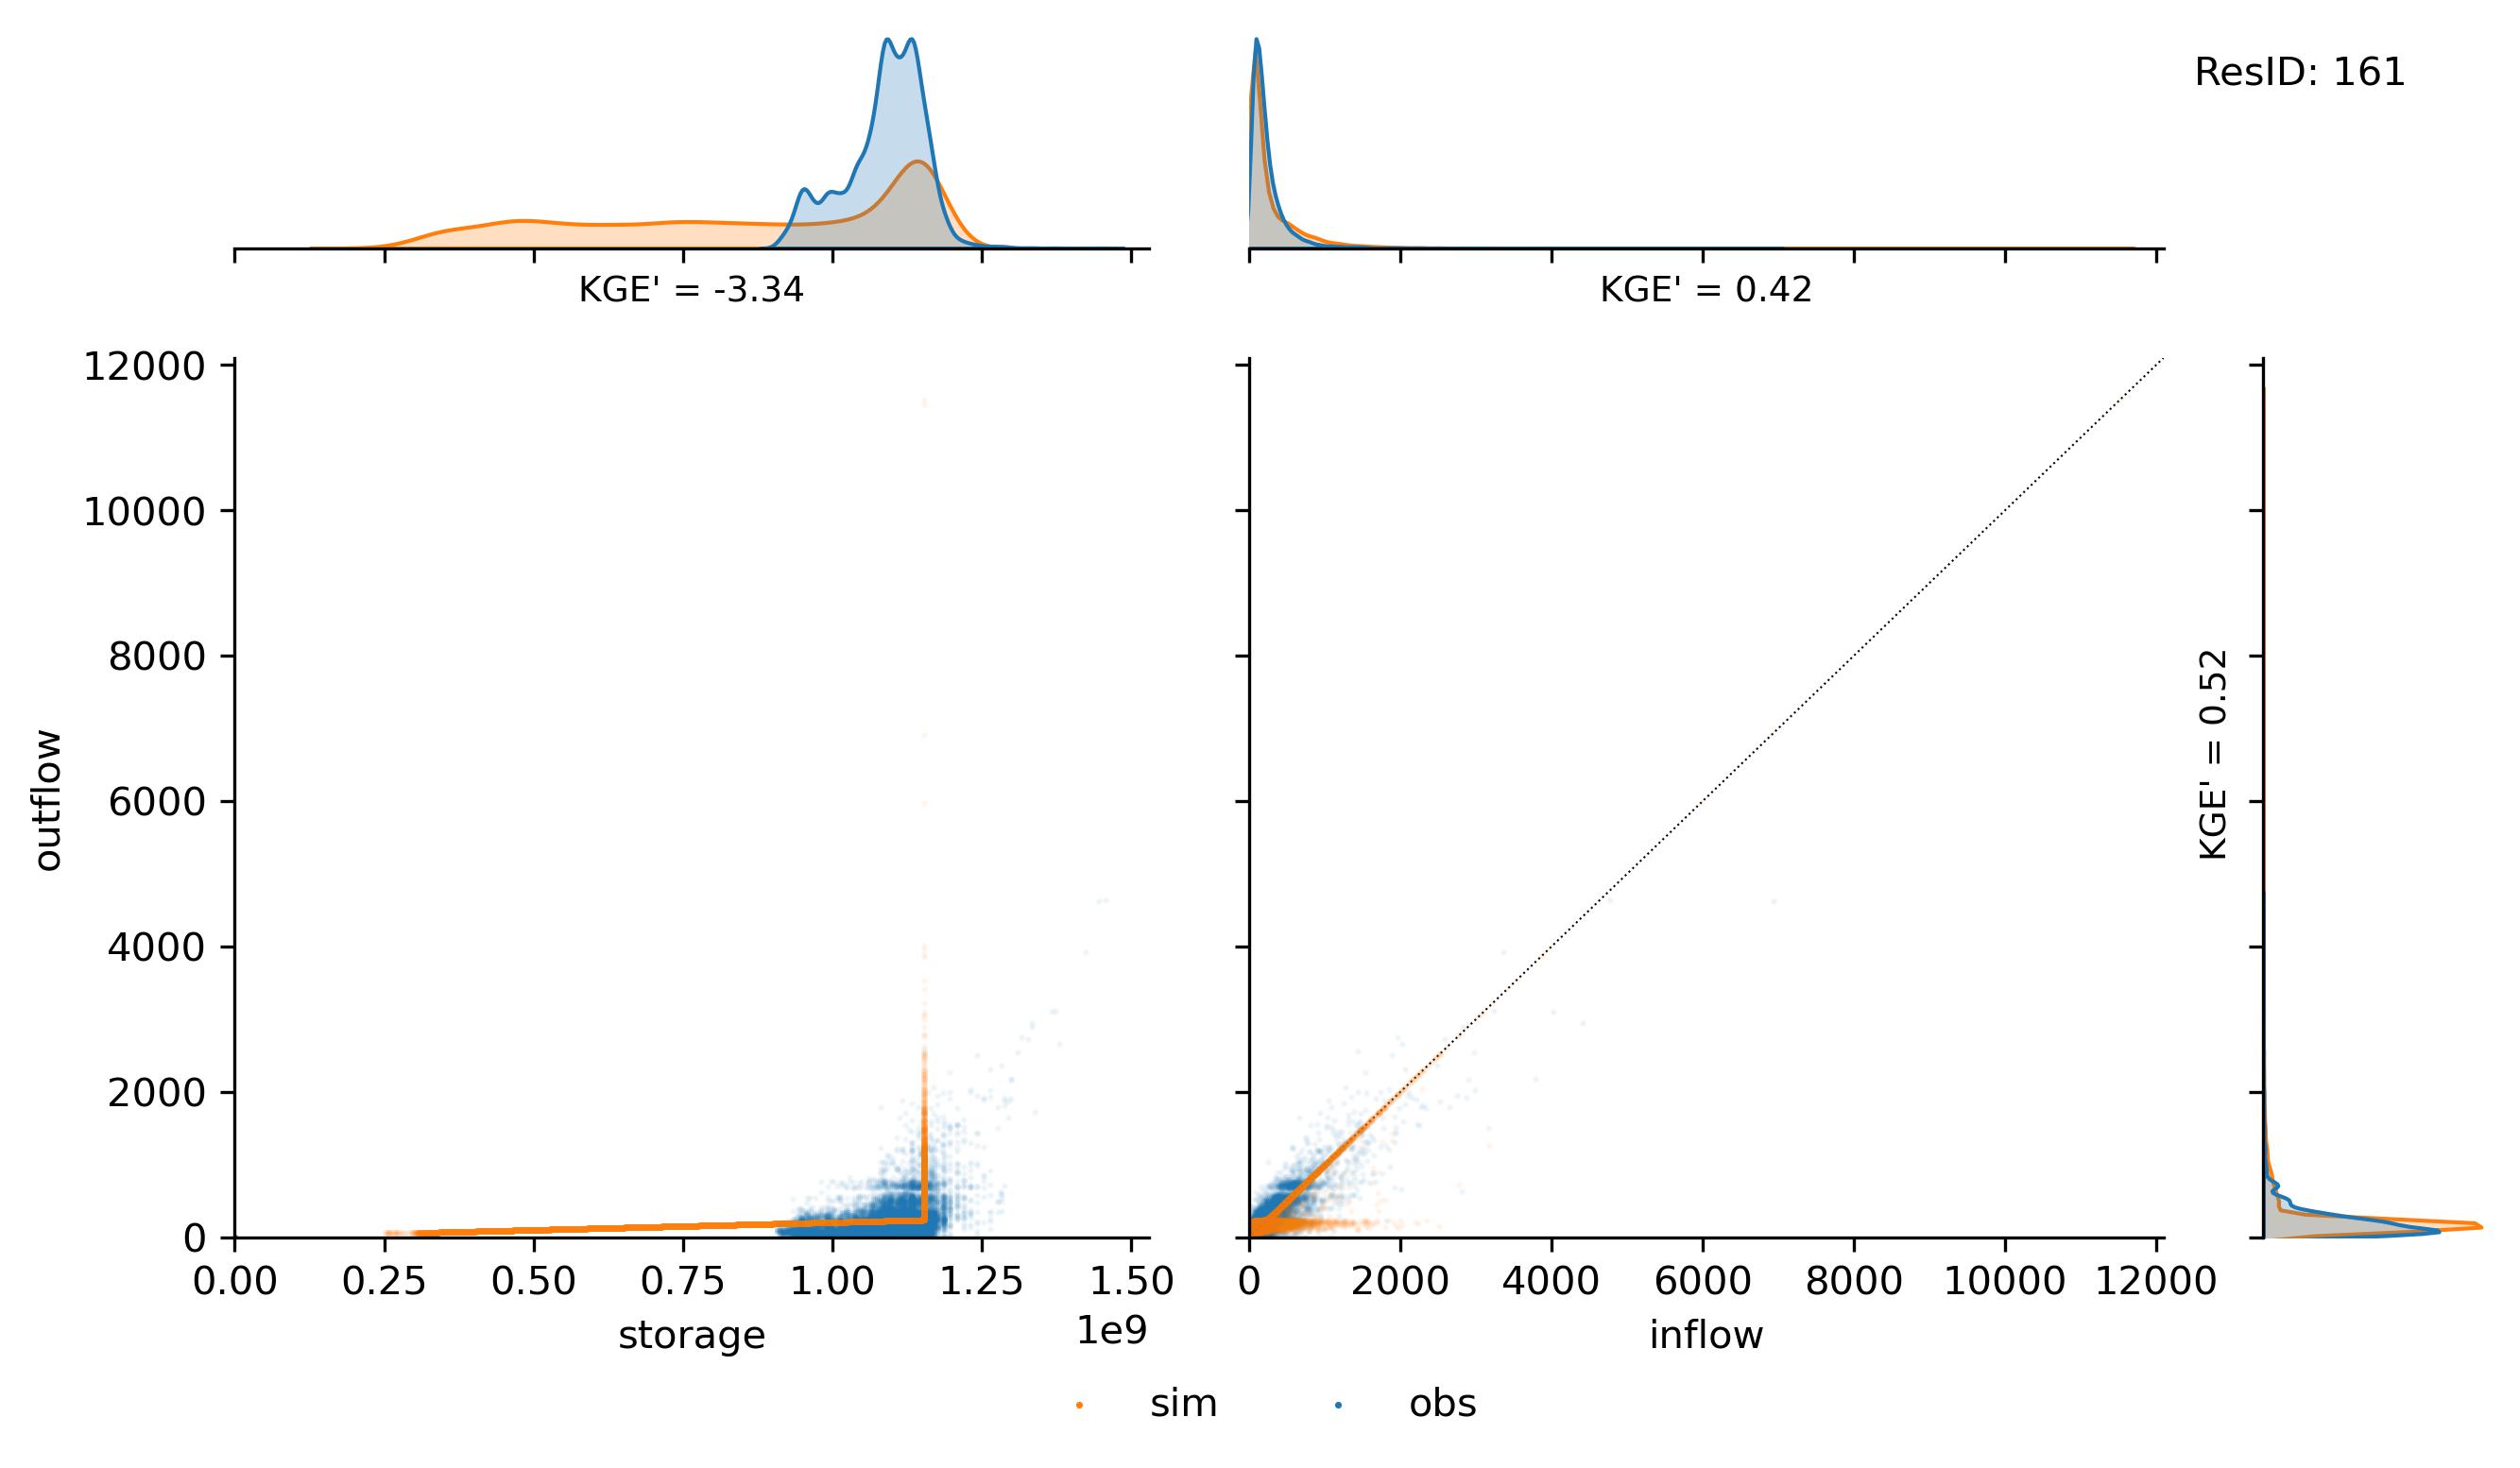 ResID: 161
KGE' = -3.34
KGE' = 0.42
12000
10000
8000
6000
4000
2000
0
outflow
KGE' = 0.52
0.00 0.25 0.50 0.75 1.00 1.25 1.50
1e9
storage
0 2000 4000 6000 8000 10000 12000
inflow
sim obs